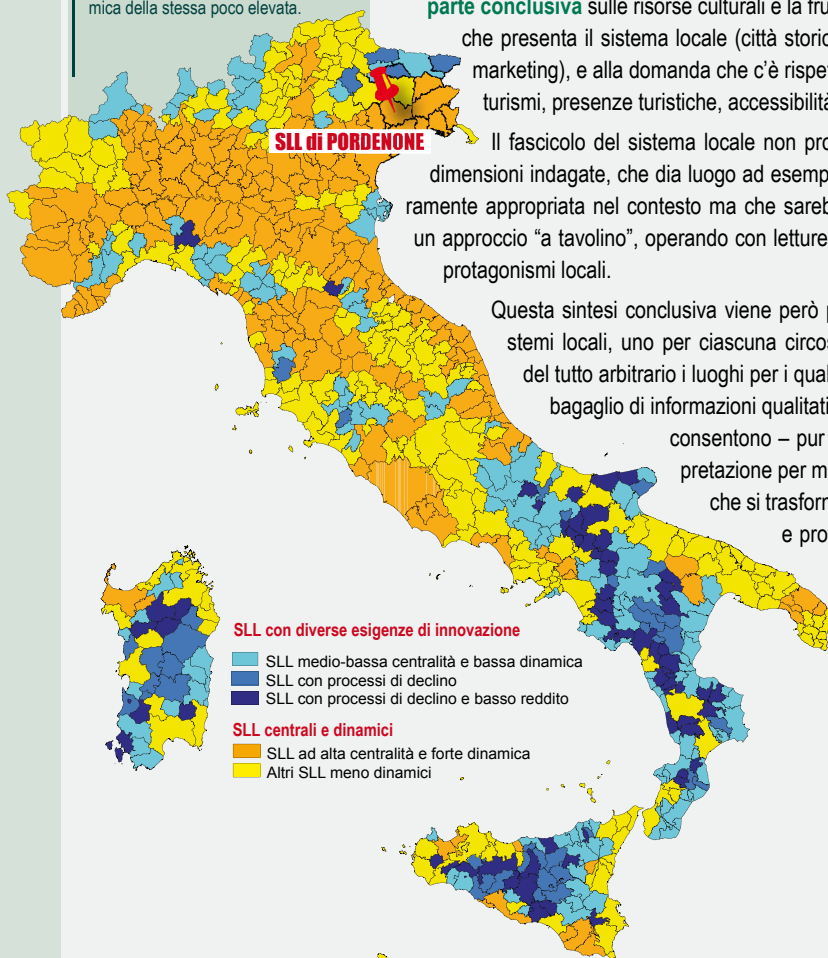 mica della stessa poco elevata.
parte conclusiva sulle risorse culturali e la fru
che presenta il sistema locale (città storic
marketing), e alla domanda che c'è rispe
turismi, presenze turistiche, accessibilità
SLL di PORDENONE
Il fascicolo del sistema locale non pro
dimensioni indagate, che dia luogo ad esemp
ramente appropriata nel contesto ma che sareb
un approccio “a tavolino”, operando con letture
protagonismi locali.
Questa sintesi conclusiva viene però p
stemi locali, uno per ciascuna circos
del tutto arbitrario i luoghi per i qual
bagaglio di informazioni qualitati
consentono – pur
pretazione per m
che si trasforn
e pro
SLL con diverse esigenze di innovazione
SLL medio-bassa centralità e bassa dinamica
SLL con processi di declino
SLL con processi di declino e basso reddito
SLL centrali e dinamici
SLL ad alta centralità e forte dinamica
Altri SLL meno dinamici